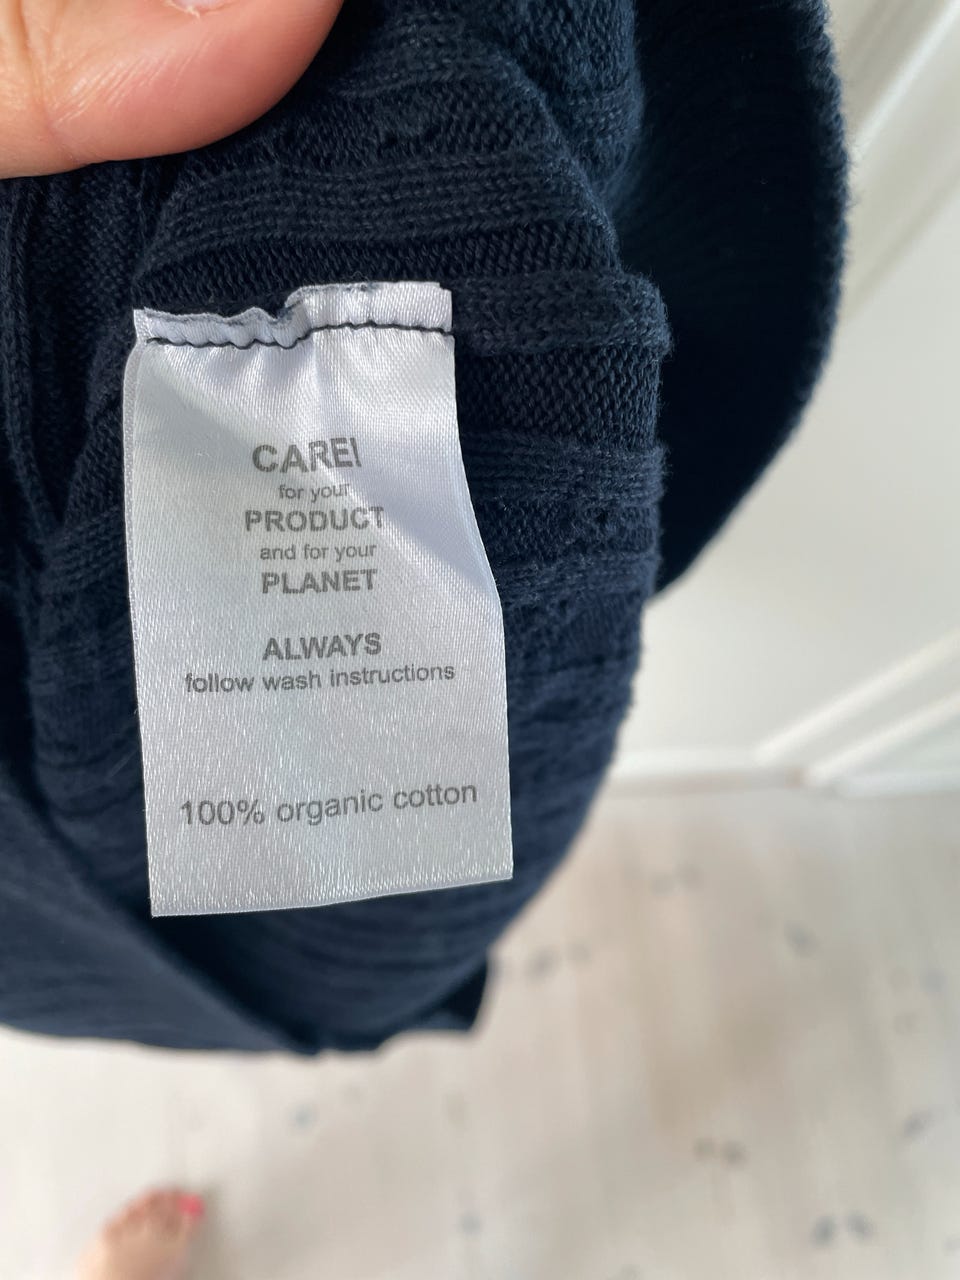 CARE!
for your
PRODUCT
and for your
PLANET
ALWAYS
follow wash instructions
100% organic cotton